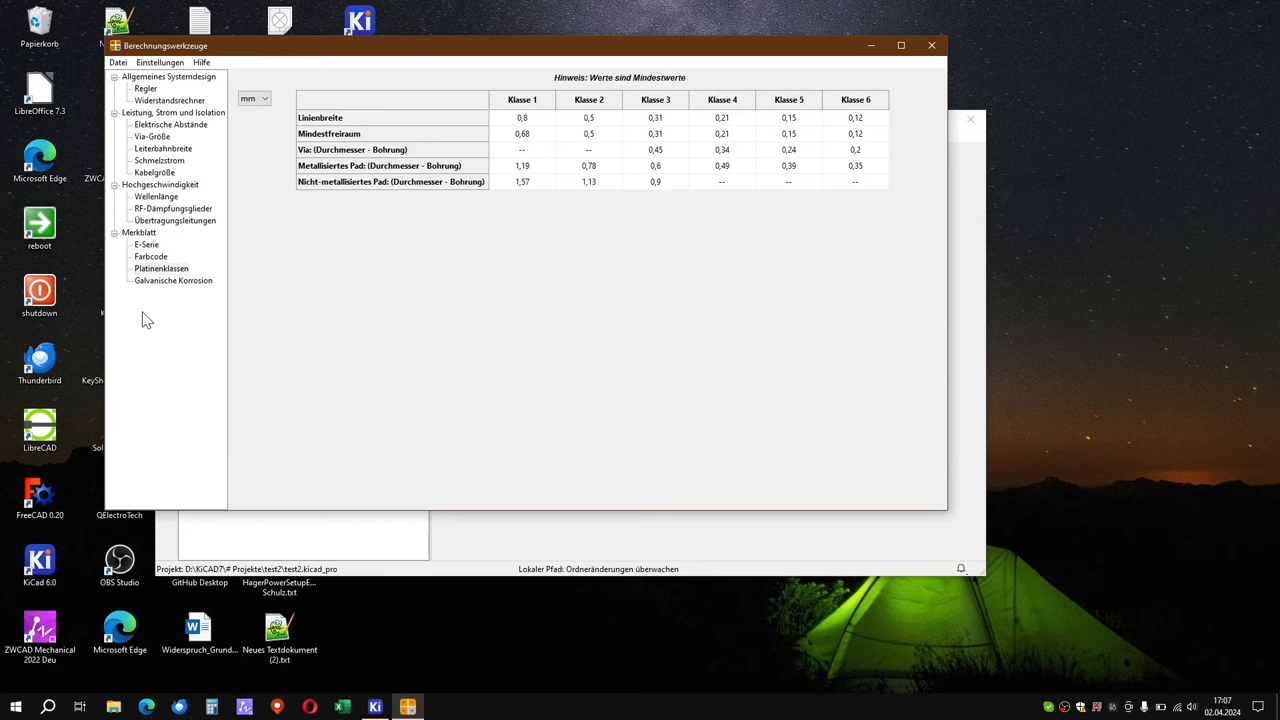 Papierkorb
LibreOffice 7.3
Microsoft Edge
reboot
shutdown
Thunderbird
LibreCAD
FreeCAD 0.20
QElectroTech
KiCad 6.0
OBS Studio
GitHub Desktop
HagerPowerSetupE...
Schulz.txt
ZWCAD Mechanical
2022 Deu
Microsoft Edge
Widerspruch_Grund...
Neues Textdokument
(2).txt
Berechnungswerkzeuge
Datei Einstellungen Hilfe
Allgemeines Systemdesign
Regler
Widerstandsrechner
Leistung, Strom und Isolation
Elektrische Abstände
Via-Größe
Leiterbahnbreite
Schmelzstrom
Kabelgröße
Hochgeschwindigkeit
Wellenlänge
RF-Dämpfungsglieder
Übertragungsleitungen
Merkblatt
E-Serie
Farbcode
Platinenklassen
Galvanische Korrosion
Hinweis: Werte sind Mindestwerte
mm
Klasse 1 Klasse 2 Klasse 3 Klasse 4 Klasse 5 Klasse 6
Linienbreite 0,8 0,5 0,31 0,21 0,15 0,12
Mindestfreiraum 0,68 0,5 0,31 0,21 0,15 0,12
Via: (Durchmesser - Bohrung) -- -- 0,45 0,34 0,24 0,2
Metallisiertes Pad: (Durchmesser - Bohrung) 1,19 0,78 0,6 0,49 0,39 0,35
Nicht-metallisiertes Pad: (Durchmesser - Bohrung) 1,57 1,13 0,9 -- -- --
Projekt: D:\KiCAD7\# Projekte\test2\test2.kicad_pro
Lokaler Pfad: Ordneränderungen überwachen
17:07
02.04.2024